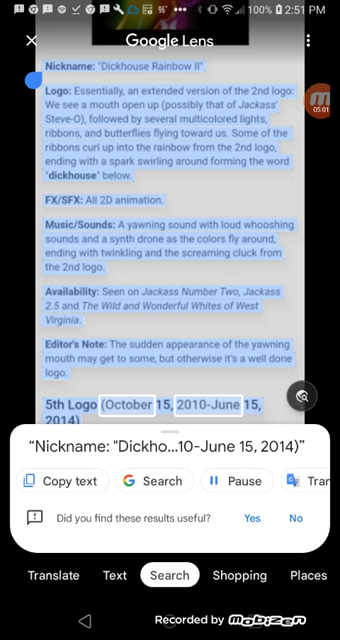 96°
100% 2:51 PM
Google Lens
Nickname: "Dickhouse Rainbow II"
Logo: Essentially, an extended version of the 2nd logo:
We see a mouth open up (possibly that of Jackass'
Steve-O), followed by several multicolored lights,
ribbons, and butterflies flying toward us. Some of the
ribbons curl up into the rainbow from the 2nd logo,
ending with a spark swirling around forming the word
"dickhouse" below.
05:01
FX/SFX: All 2D animation.
Music/Sounds: A yawning sound with loud whooshing
sounds and a synth drone as the colors fly around,
ending with twinkling and the screaming cluck from
the 2nd logo.
Availability: Seen on Jackass Number Two, Jackass
2.5 and The Wild and Wonderful Whites of West
Virginia.
Editor's Note: The sudden appearance of the yawning
mouth may get to some, but otherwise it's a well done
logo.
5th Logo (October 15, 2010-June 15,
2014)
“Nickname: "Dickho...10-June 15, 2014)”
Copy text
Search
Pause
Tran
Did you find these results useful?
Yes
No
Translate
Text
Search
Shopping
Places
Recorded by Mobizen